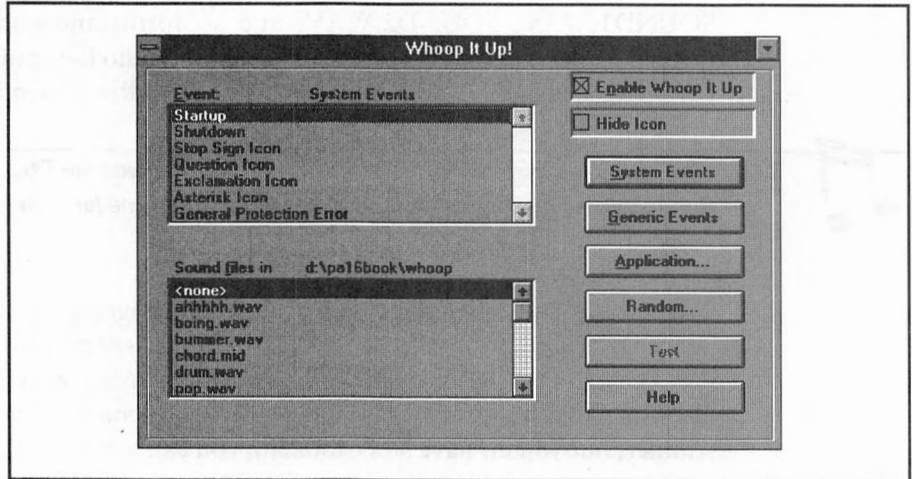 Whoop It Up!
Event: System Events
Startup
Shutdown
Stop Sign Icon
Question Icon
Exclamation Icon
Asterisk Icon
General Protection Error
Sound files in d:\pa16book\whoop
<none>
ahhhhh.wav
boing.wav
bummer.wav
chord.mid
drum.wav
pop.wav
Enable Whoop It Up
Hide Icon
System Events
Generic Events
Application...
Random...
Test
Help